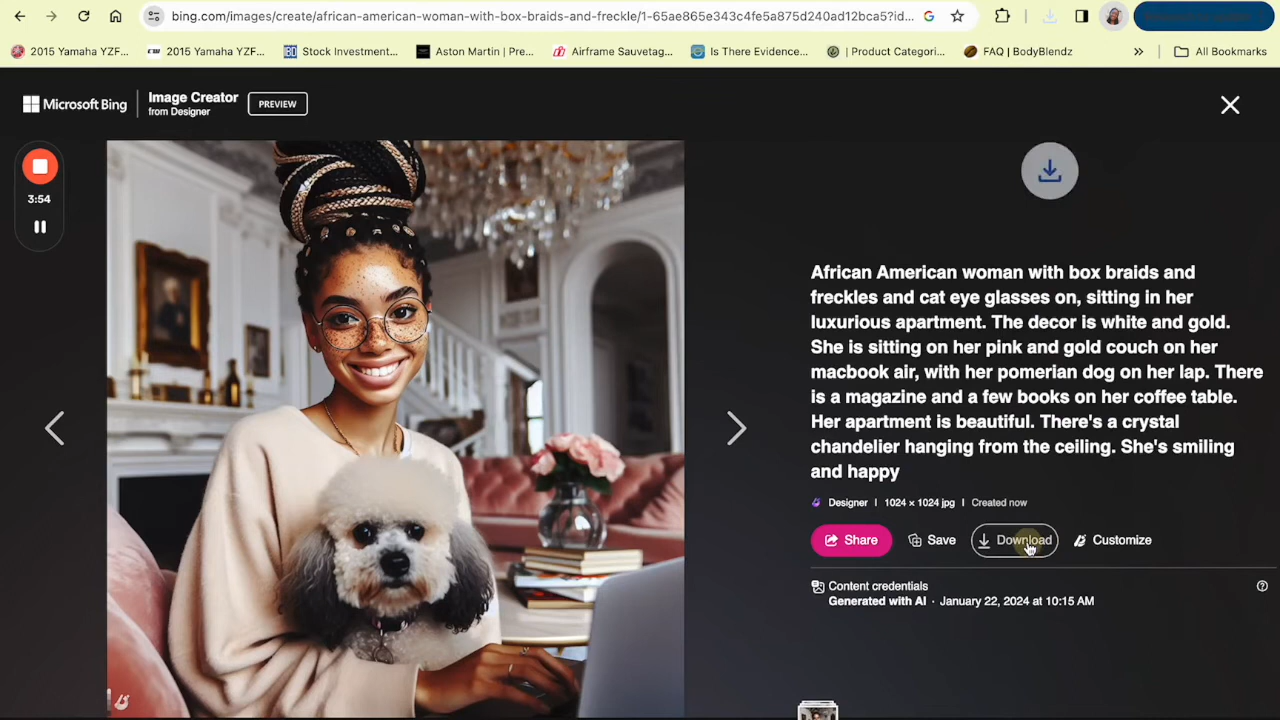 bing.com/images/create/african-american-woman-with-box-braids-and-freckle/1-65ae865e343c4fe5a875d240ad12bca5?id...
2015 Yamaha YZF... 2015 Yamaha YZF... Stock Investment... Aston Martin | Pre... Airframe Sauvetag... Is There Evidence... | Product Categori... FAQ | BodyBlendz » All Bookmarks
Microsoft Bing
Image Creator
from Designer
PREVIEW
3:54
African American woman with box braids and
freckles and cat eye glasses on, sitting in her
luxurious apartment. The decor is white and gold.
She is sitting on her pink and gold couch on her
macbook air, with her pomerian dog on her lap. There
is a magazine and a few books on her coffee table.
Her apartment is beautiful. There's a crystal
chandelier hanging from the ceiling. She's smiling
and happy
Designer | 1024 × 1024 jpg | Created now
Share Save Download Customize
Content credentials
Generated with AI · January 22, 2024 at 10:15 AM